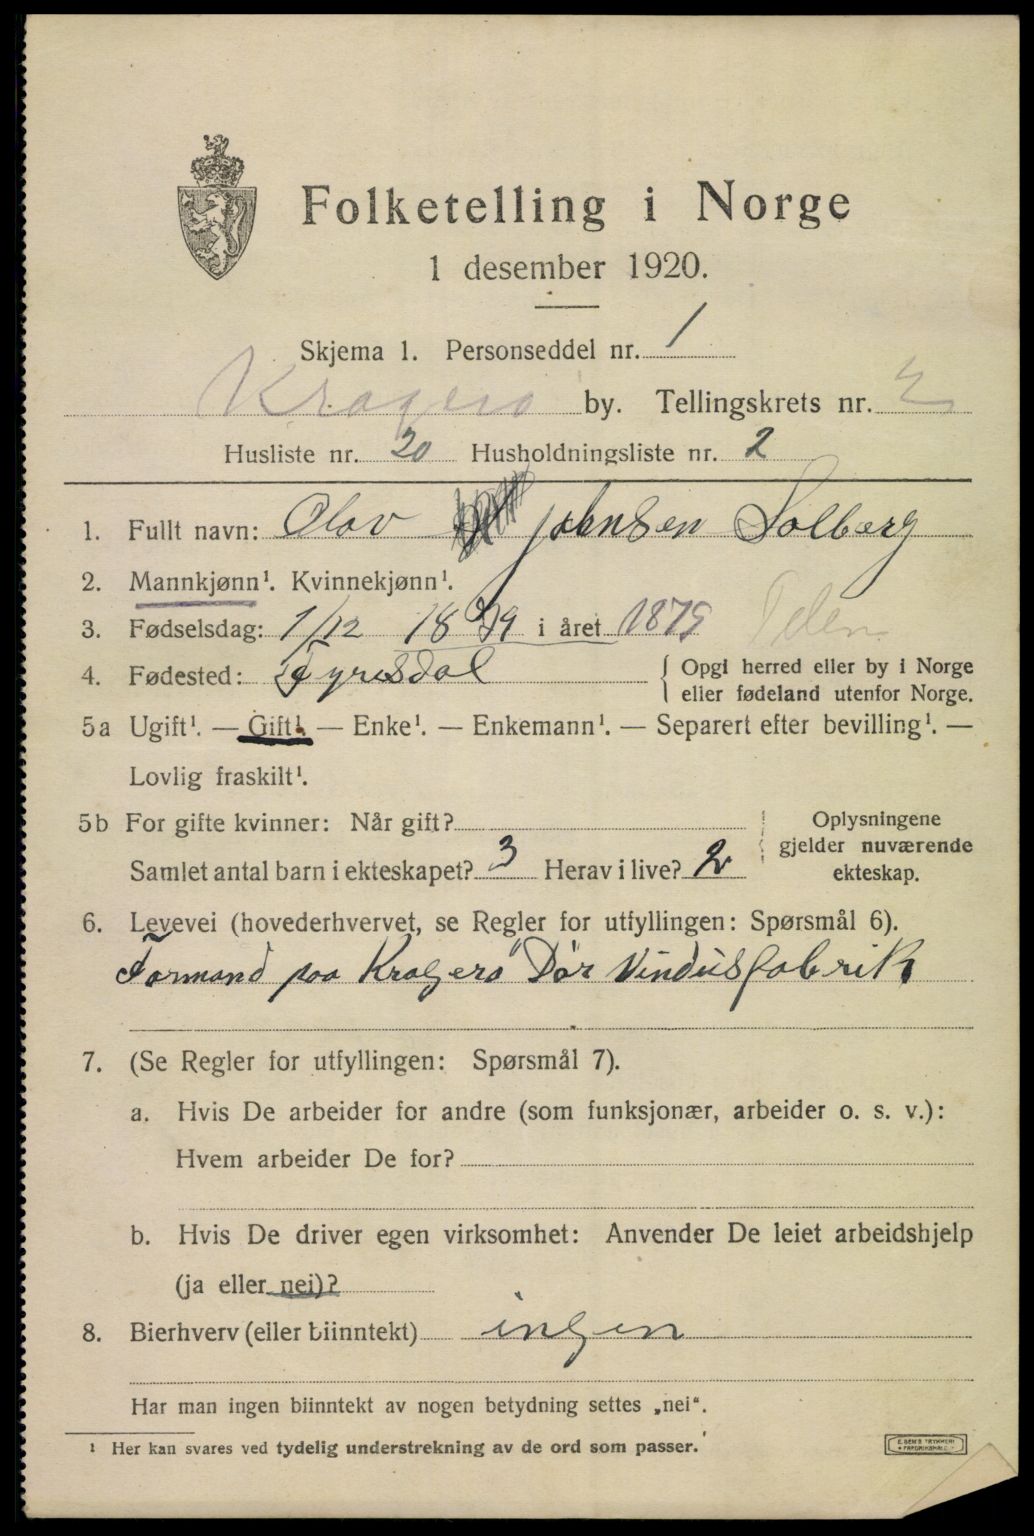 Folketelling i Norge
1 desember 1920.
Skjema 1. Personseddel nr. 1
Kragerø by. Tellingskrets nr. 2
Husliste nr. 20 Husholdningsliste nr. 2
1. Fullt navn: Olav Johnsen Solberg
2. Mannkjønn¹. Kvinnekjønn¹.
3. Fødselsdag: 1/12 1879 i året 1879 Telem.
4. Fødested: Tyrisdal { Opgi herred eller by i Norge
eller fødeland utenfor Norge.
5a Ugift¹. — Gift¹. — Enke¹. — Enkemann¹. — Separert efter bevilling¹. —
Lovlig fraskilt¹.
5b For gifte kvinner: Når gift? { Oplysningene
gjelder nuværende
Samlet antal barn i ekteskapet? 3 Herav i live? 2 ekteskap.
6. Levevei (hovederhvervet, se Regler for utfyllingen: Spørsmål 6).
Formand paa Kragerø Dør Vindusfabrik
7. (Se Regler for utfyllingen: Spørsmål 7).
a. Hvis De arbeider for andre (som funksjonær, arbeider o. s. v.):
Hvem arbeider De for?
b. Hvis De driver egen virksomhet: Anvender De leiet arbeidshjelp
(ja eller nei)?
8. Bierhverv (eller biinntekt) ingen
Har man ingen biinntekt av nogen betydning settes „nei“.
¹ Her kan svares ved tydelig understrekning av de ord som passer.